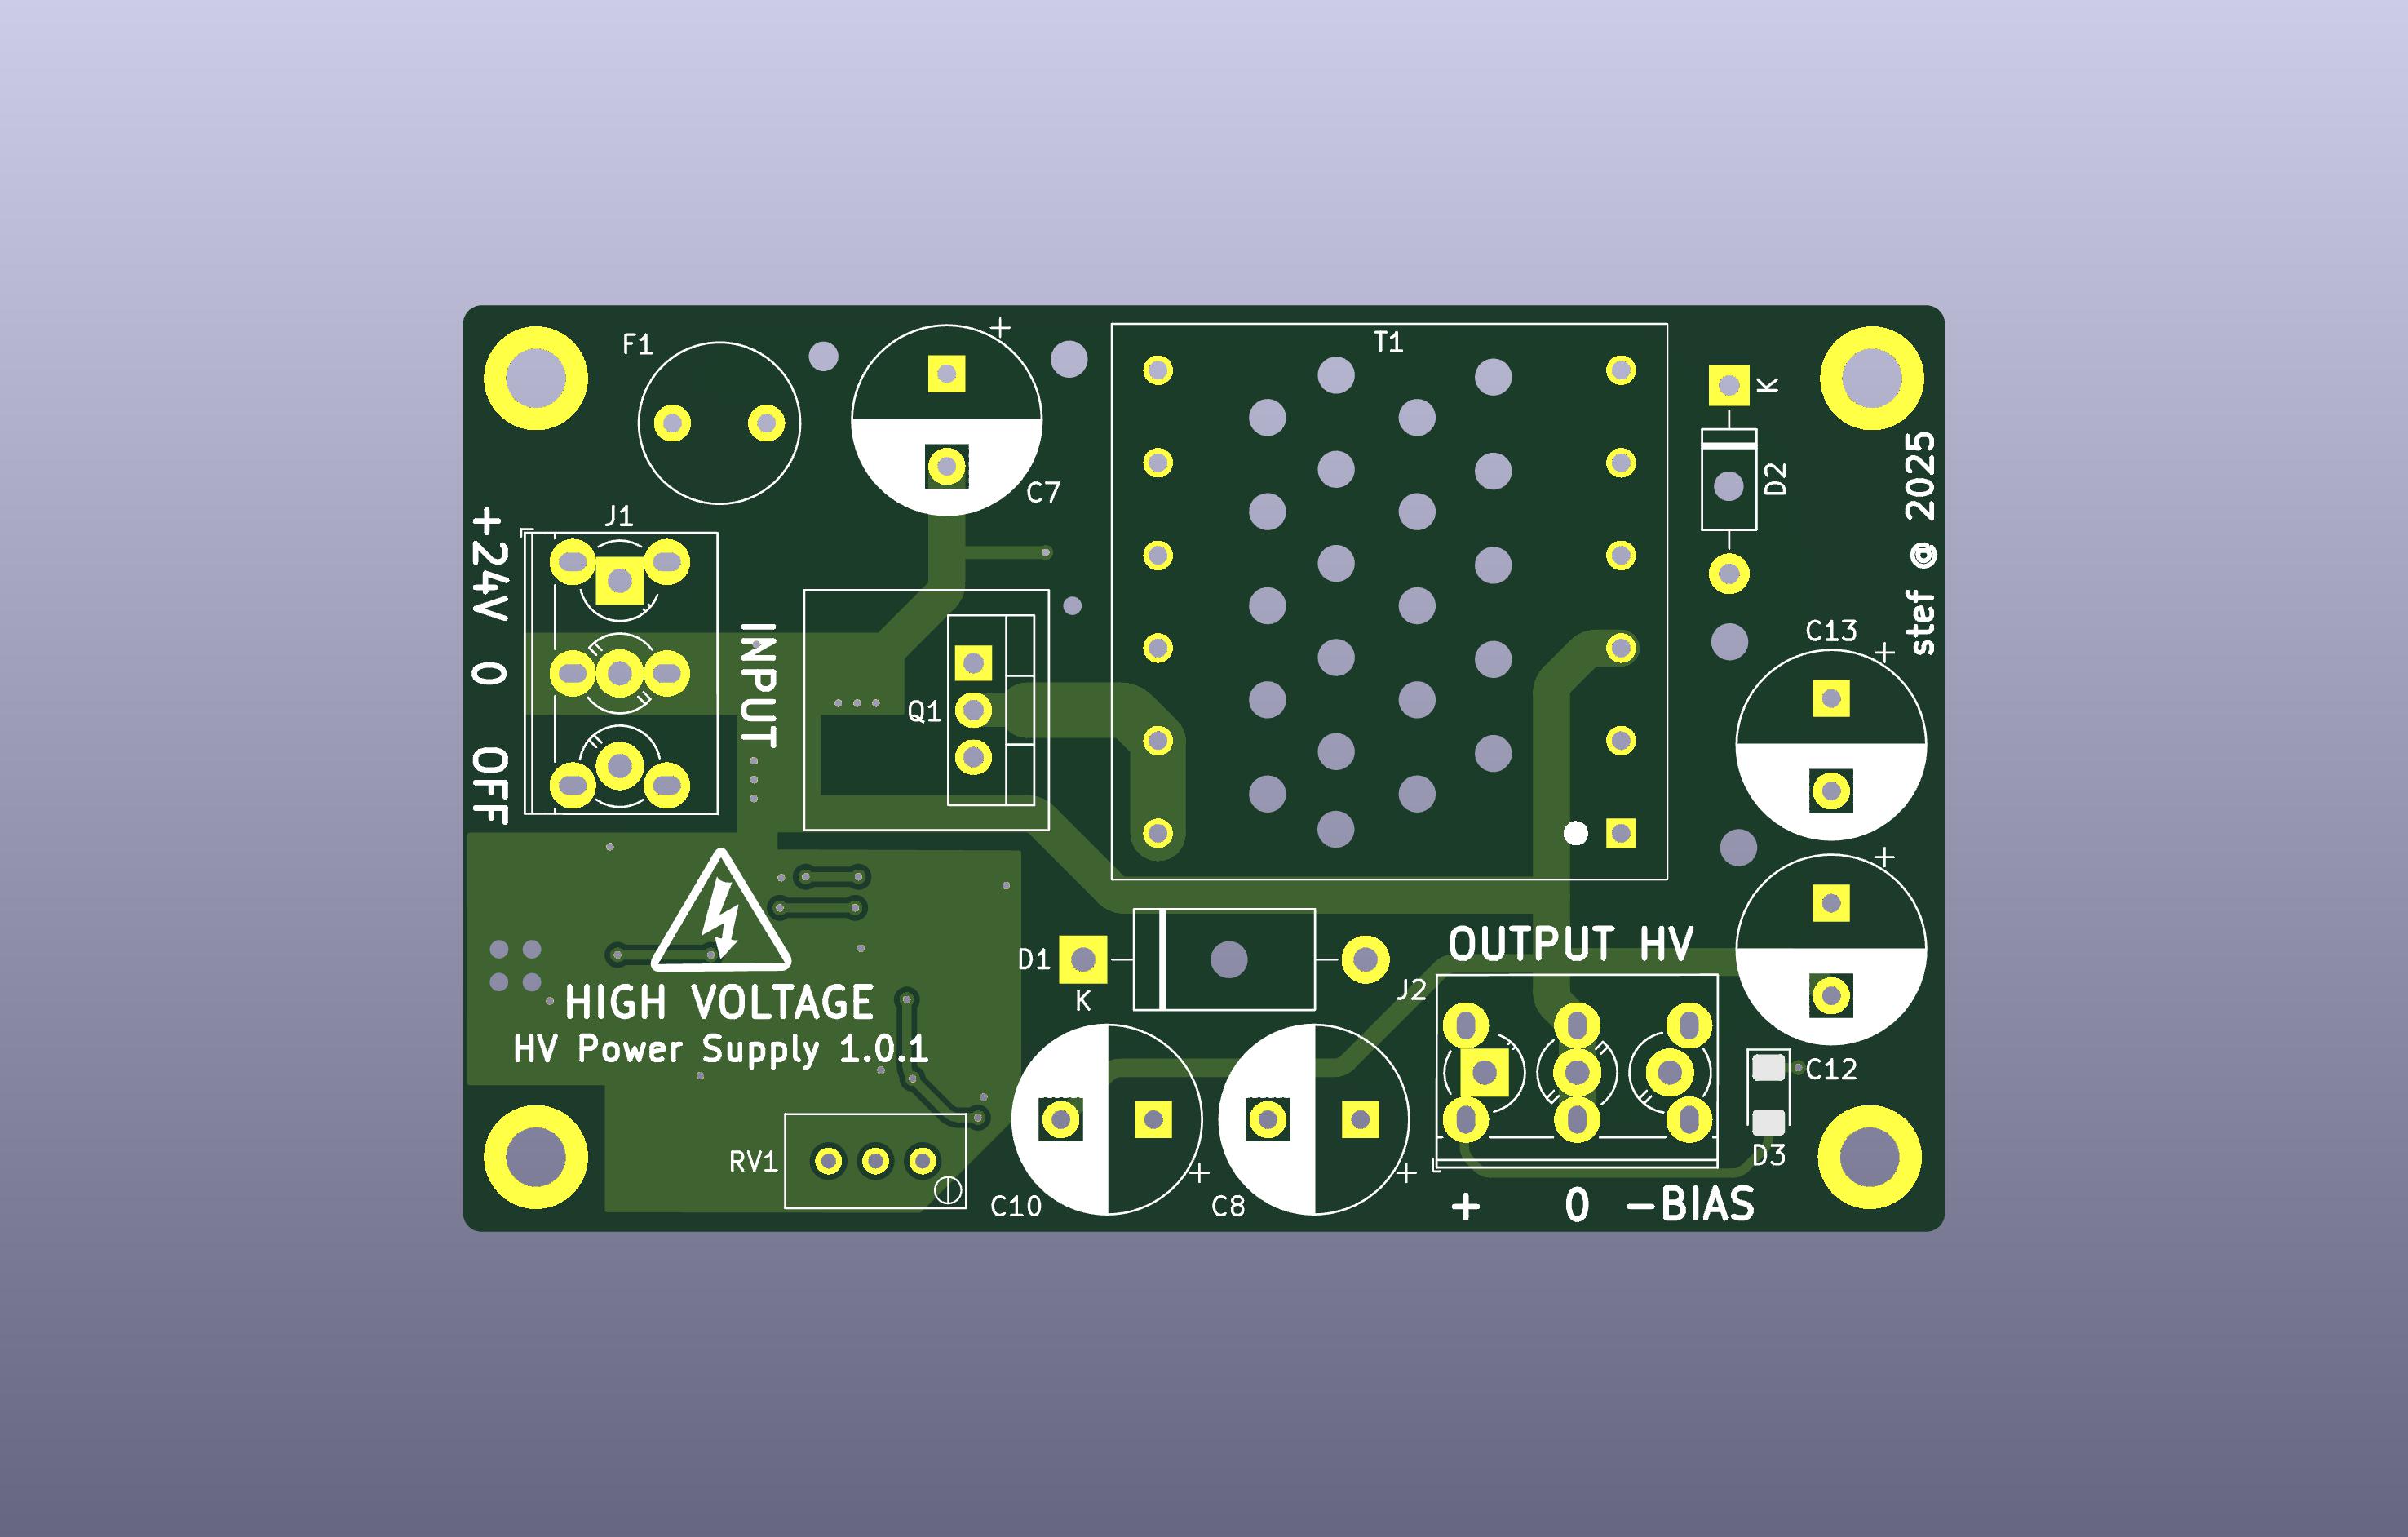 F1
+
T1
K
C7
D2
stef @ 2025
J1
+24V 0 OFF
INPUT
Q1
C13
+
+
OUTPUT HV
D1
K
J2
HIGH VOLTAGE
HV Power Supply 1.0.1
C12
RV1
D3
+
+
C10
C8
+ 0 -BIAS